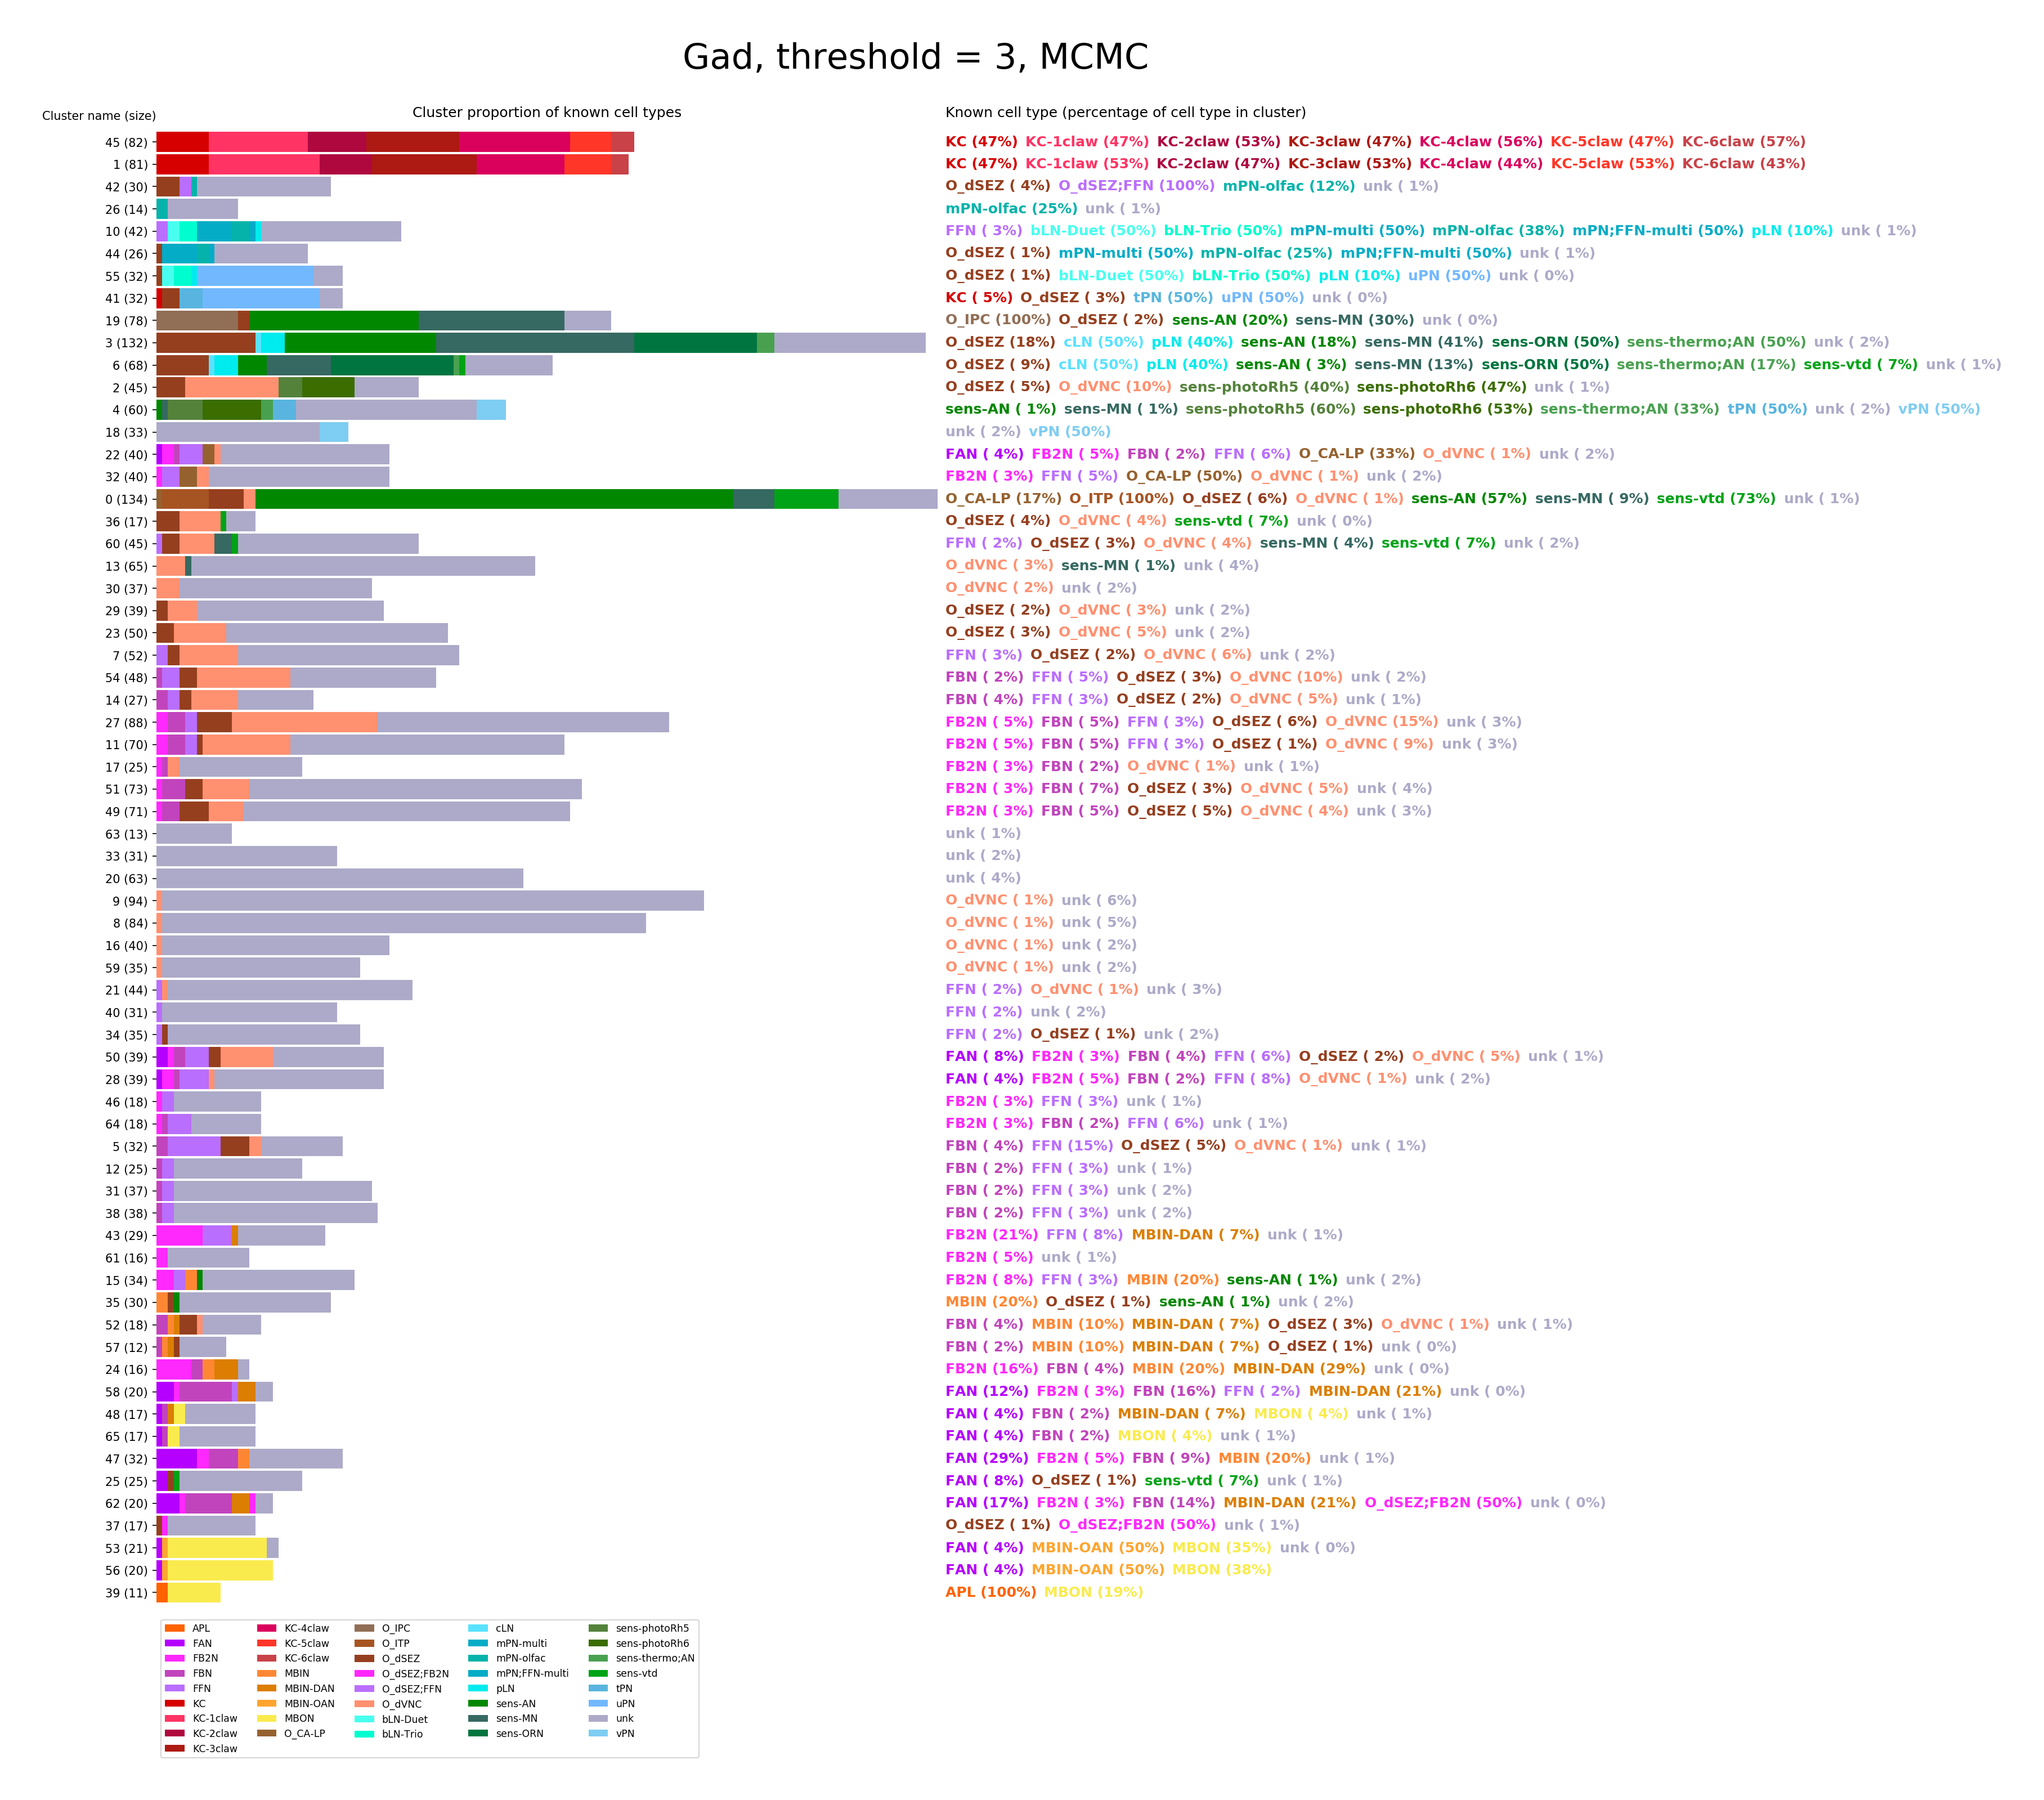 Gad, threshold = 3, MCMC
Cluster name (size) Cluster proportion of known cell types Known cell type (percentage of cell type in cluster)
45 (82) KC (47%) KC-1claw (47%) KC-2claw (53%) KC-3claw (47%) KC-4claw (56%) KC-5claw (47%) KC-6claw (57%)
1 (81) KC (47%) KC-1claw (53%) KC-2claw (47%) KC-3claw (53%) KC-4claw (44%) KC-5claw (53%) KC-6claw (43%)
42 (30) O_dSEZ ( 4%) O_dSEZ;FFN (100%) mPN-olfac (12%) unk ( 1%)
26 (14) mPN-olfac (25%) unk ( 1%)
10 (42) FFN ( 3%) bLN-Duet (50%) bLN-Trio (50%) mPN-multi (50%) mPN-olfac (38%) mPN;FFN-multi (50%) pLN (10%) unk ( 1%)
44 (26) O_dSEZ ( 1%) mPN-multi (50%) mPN-olfac (25%) mPN;FFN-multi (50%) unk ( 1%)
55 (32) O_dSEZ ( 1%) bLN-Duet (50%) bLN-Trio (50%) pLN (10%) uPN (50%) unk ( 0%)
41 (32) KC ( 5%) O_dSEZ ( 3%) tPN (50%) uPN (50%) unk ( 0%)
19 (78) O_IPC (100%) O_dSEZ ( 2%) sens-AN (20%) sens-MN (30%) unk ( 0%)
3 (132) O_dSEZ (18%) cLN (50%) pLN (40%) sens-AN (18%) sens-MN (41%) sens-ORN (50%) sens-thermo;AN (50%) unk ( 2%)
6 (68) O_dSEZ ( 9%) cLN (50%) pLN (40%) sens-AN ( 3%) sens-MN (13%) sens-ORN (50%) sens-thermo;AN (17%) sens-vtd ( 7%) unk ( 1%)
2 (45) O_dSEZ ( 5%) O_dVNC (10%) sens-photoRh5 (40%) sens-photoRh6 (47%) unk ( 1%)
4 (60) sens-AN ( 1%) sens-MN ( 1%) sens-photoRh5 (60%) sens-photoRh6 (53%) sens-thermo;AN (33%) tPN (50%) unk ( 2%) vPN (50%)
18 (33) unk ( 2%) vPN (50%)
22 (40) FAN ( 4%) FB2N ( 5%) FBN ( 2%) FFN ( 6%) O_CA-LP (33%) O_dVNC ( 1%) unk ( 2%)
32 (40) FB2N ( 3%) FFN ( 5%) O_CA-LP (50%) O_dVNC ( 1%) unk ( 2%)
0 (134) O_CA-LP (17%) O_ITP (100%) O_dSEZ ( 6%) O_dVNC ( 1%) sens-AN (57%) sens-MN ( 9%) sens-vtd (73%) unk ( 1%)
36 (17) O_dSEZ ( 4%) O_dVNC ( 4%) sens-vtd ( 7%) unk ( 0%)
60 (45) FFN ( 2%) O_dSEZ ( 3%) O_dVNC ( 4%) sens-MN ( 4%) sens-vtd ( 7%) unk ( 2%)
13 (65) O_dVNC ( 3%) sens-MN ( 1%) unk ( 4%)
30 (37) O_dVNC ( 2%) unk ( 2%)
29 (39) O_dSEZ ( 2%) O_dVNC ( 3%) unk ( 2%)
23 (50) O_dSEZ ( 3%) O_dVNC ( 5%) unk ( 2%)
7 (52) FFN ( 3%) O_dSEZ ( 2%) O_dVNC ( 6%) unk ( 2%)
54 (48) FBN ( 2%) FFN ( 5%) O_dSEZ ( 3%) O_dVNC (10%) unk ( 2%)
14 (27) FBN ( 4%) FFN ( 3%) O_dSEZ ( 2%) O_dVNC ( 5%) unk ( 1%)
27 (88) FB2N ( 5%) FBN ( 5%) FFN ( 3%) O_dSEZ ( 6%) O_dVNC (15%) unk ( 3%)
11 (70) FB2N ( 5%) FBN ( 5%) FFN ( 3%) O_dSEZ ( 1%) O_dVNC ( 9%) unk ( 3%)
17 (25) FB2N ( 3%) FBN ( 2%) O_dVNC ( 1%) unk ( 1%)
51 (73) FB2N ( 3%) FBN ( 7%) O_dSEZ ( 3%) O_dVNC ( 5%) unk ( 4%)
49 (71) FB2N ( 3%) FBN ( 5%) O_dSEZ ( 5%) O_dVNC ( 4%) unk ( 3%)
63 (13) unk ( 1%)
33 (31) unk ( 2%)
20 (63) unk ( 4%)
9 (94) O_dVNC ( 1%) unk ( 6%)
8 (84) O_dVNC ( 1%) unk ( 5%)
16 (40) O_dVNC ( 1%) unk ( 2%)
59 (35) O_dVNC ( 1%) unk ( 2%)
21 (44) FFN ( 2%) O_dVNC ( 1%) unk ( 3%)
40 (31) FFN ( 2%) unk ( 2%)
34 (35) FFN ( 2%) O_dSEZ ( 1%) unk ( 2%)
50 (39) FAN ( 8%) FB2N ( 3%) FBN ( 4%) FFN ( 6%) O_dSEZ ( 2%) O_dVNC ( 5%) unk ( 1%)
28 (39) FAN ( 4%) FB2N ( 5%) FBN ( 2%) FFN ( 8%) O_dVNC ( 1%) unk ( 2%)
46 (18) FB2N ( 3%) FFN ( 3%) unk ( 1%)
64 (18) FB2N ( 3%) FBN ( 2%) FFN ( 6%) unk ( 1%)
5 (32) FBN ( 4%) FFN (15%) O_dSEZ ( 5%) O_dVNC ( 1%) unk ( 1%)
12 (25) FBN ( 2%) FFN ( 3%) unk ( 1%)
31 (37) FBN ( 2%) FFN ( 3%) unk ( 2%)
38 (38) FBN ( 2%) FFN ( 3%) unk ( 2%)
43 (29) FB2N (21%) FFN ( 8%) MBIN-DAN ( 7%) unk ( 1%)
61 (16) FB2N ( 5%) unk ( 1%)
15 (34) FB2N ( 8%) FFN ( 3%) MBIN (20%) sens-AN ( 1%) unk ( 2%)
35 (30) MBIN (20%) O_dSEZ ( 1%) sens-AN ( 1%) unk ( 2%)
52 (18) FBN ( 4%) MBIN (10%) MBIN-DAN ( 7%) O_dSEZ ( 3%) O_dVNC ( 1%) unk ( 1%)
57 (12) FBN ( 2%) MBIN (10%) MBIN-DAN ( 7%) O_dSEZ ( 1%) unk ( 0%)
24 (16) FB2N (16%) FBN ( 4%) MBIN (20%) MBIN-DAN (29%) unk ( 0%)
58 (20) FAN (12%) FB2N ( 3%) FBN (16%) FFN ( 2%) MBIN-DAN (21%) unk ( 0%)
48 (17) FAN ( 4%) FBN ( 2%) MBIN-DAN ( 7%) MBON ( 4%) unk ( 1%)
65 (17) FAN ( 4%) FBN ( 2%) MBON ( 4%) unk ( 1%)
47 (32) FAN (29%) FB2N ( 5%) FBN ( 9%) MBIN (20%) unk ( 1%)
25 (25) FAN ( 8%) O_dSEZ ( 1%) sens-vtd ( 7%) unk ( 1%)
62 (20) FAN (17%) FB2N ( 3%) FBN (14%) MBIN-DAN (21%) O_dSEZ;FB2N (50%) unk ( 0%)
37 (17) O_dSEZ ( 1%) O_dSEZ;FB2N (50%) unk ( 1%)
53 (21) FAN ( 4%) MBIN-OAN (50%) MBON (35%) unk ( 0%)
56 (20) FAN ( 4%) MBIN-OAN (50%) MBON (38%)
39 (11) APL (100%) MBON (19%)
APL KC-4claw O_IPC cLN sens-photoRh5
FAN KC-5claw O_ITP mPN-multi sens-photoRh6
FB2N KC-6claw O_dSEZ mPN-olfac sens-thermo;AN
FBN MBIN O_dSEZ;FB2N mPN;FFN-multi sens-vtd
FFN MBIN-DAN O_dSEZ;FFN pLN tPN
KC MBIN-OAN O_dVNC sens-AN uPN
KC-1claw MBON bLN-Duet sens-MN unk
KC-2claw O_CA-LP bLN-Trio sens-ORN vPN
KC-3claw